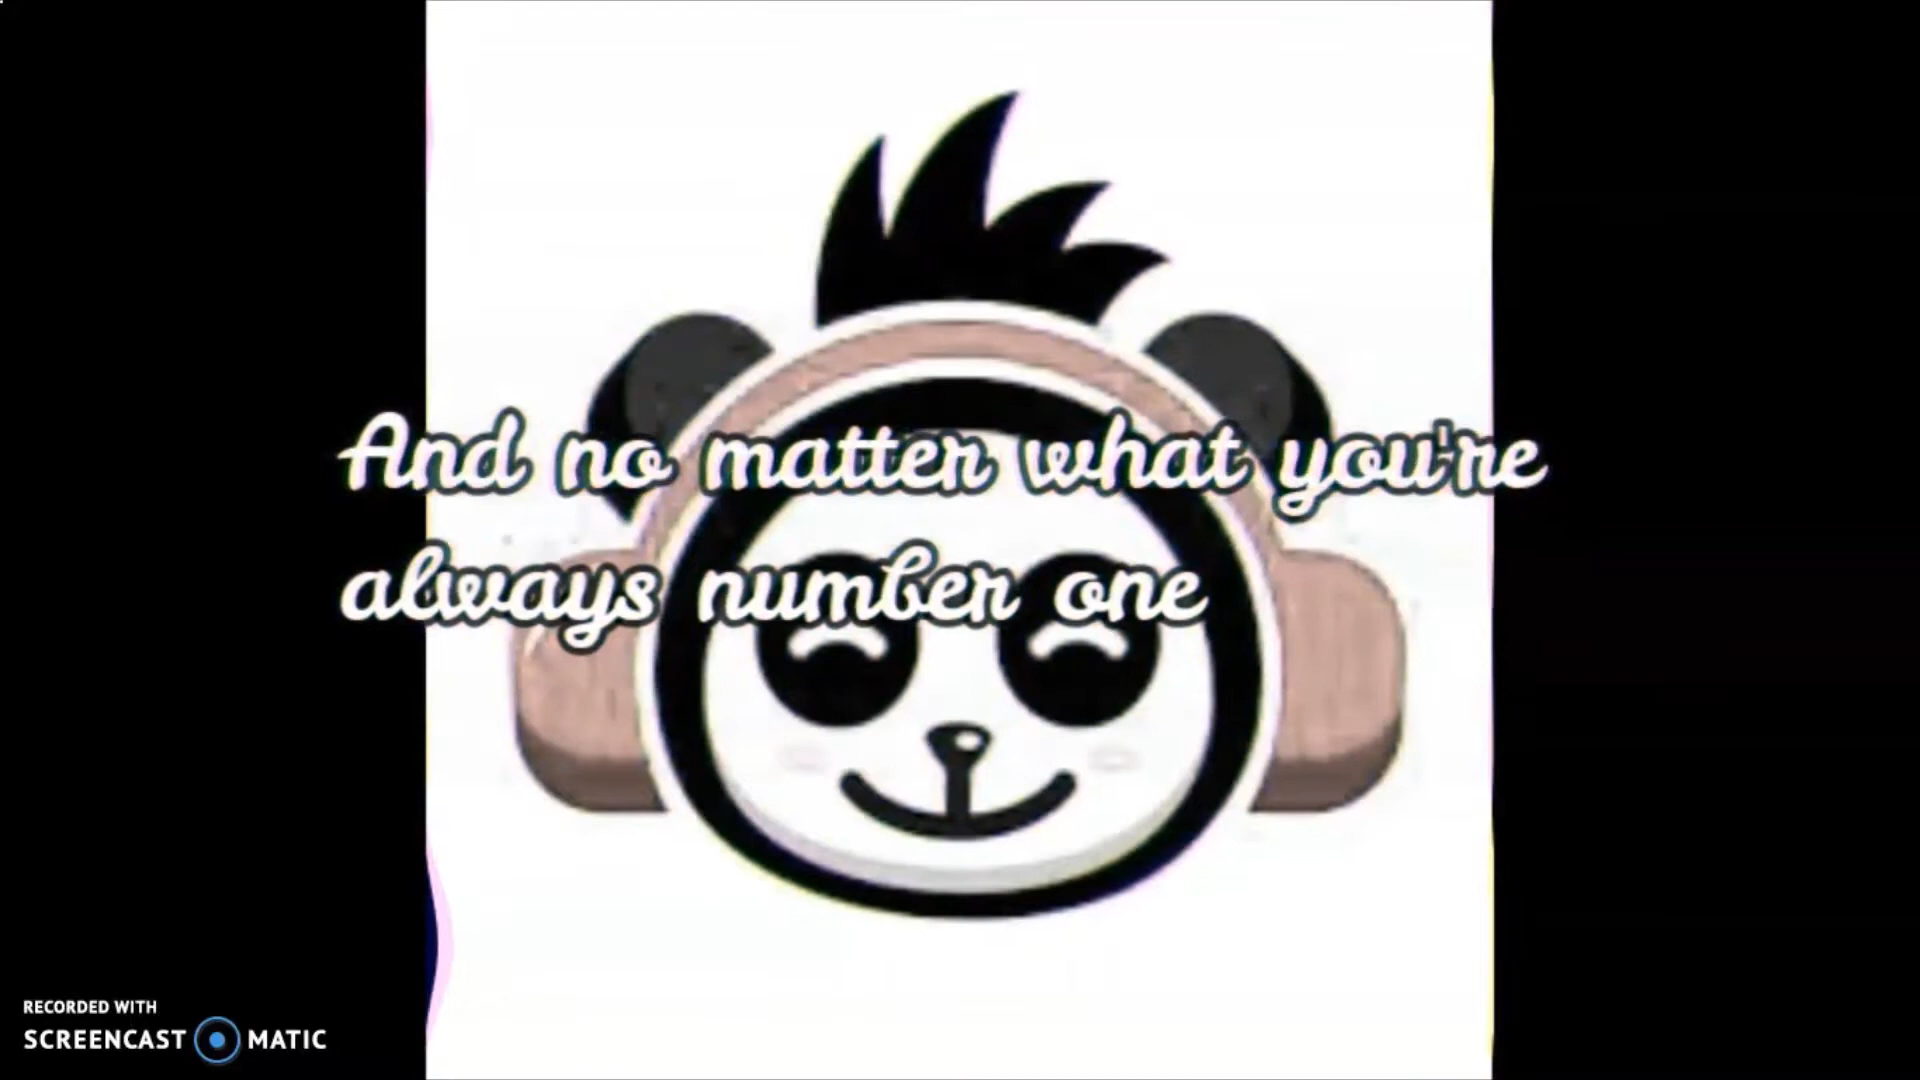 And no matter what you're
always number one
RECORDED WITH
SCREENCAST MATIC